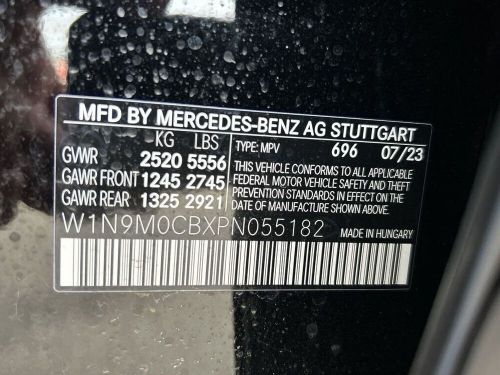 MFD BY MERCEDES-BENZ AG STUTTGART
KG LBS TYPE: MPV 696 07/23
GVWR 2520 5556
GAWR FRONT 1245 2745
GAWR REAR 1325 2921
THIS VEHICLE CONFORMS TO ALL APPLICABLE
FEDERAL MOTOR VEHICLE SAFETY AND
THEFT PREVENTION STANDARDS IN EFFECT ON THE
DATE OF MANUFACTURE SHOWN ABOVE.
W1N9M0CBXPN055182
MADE IN HUNGARY